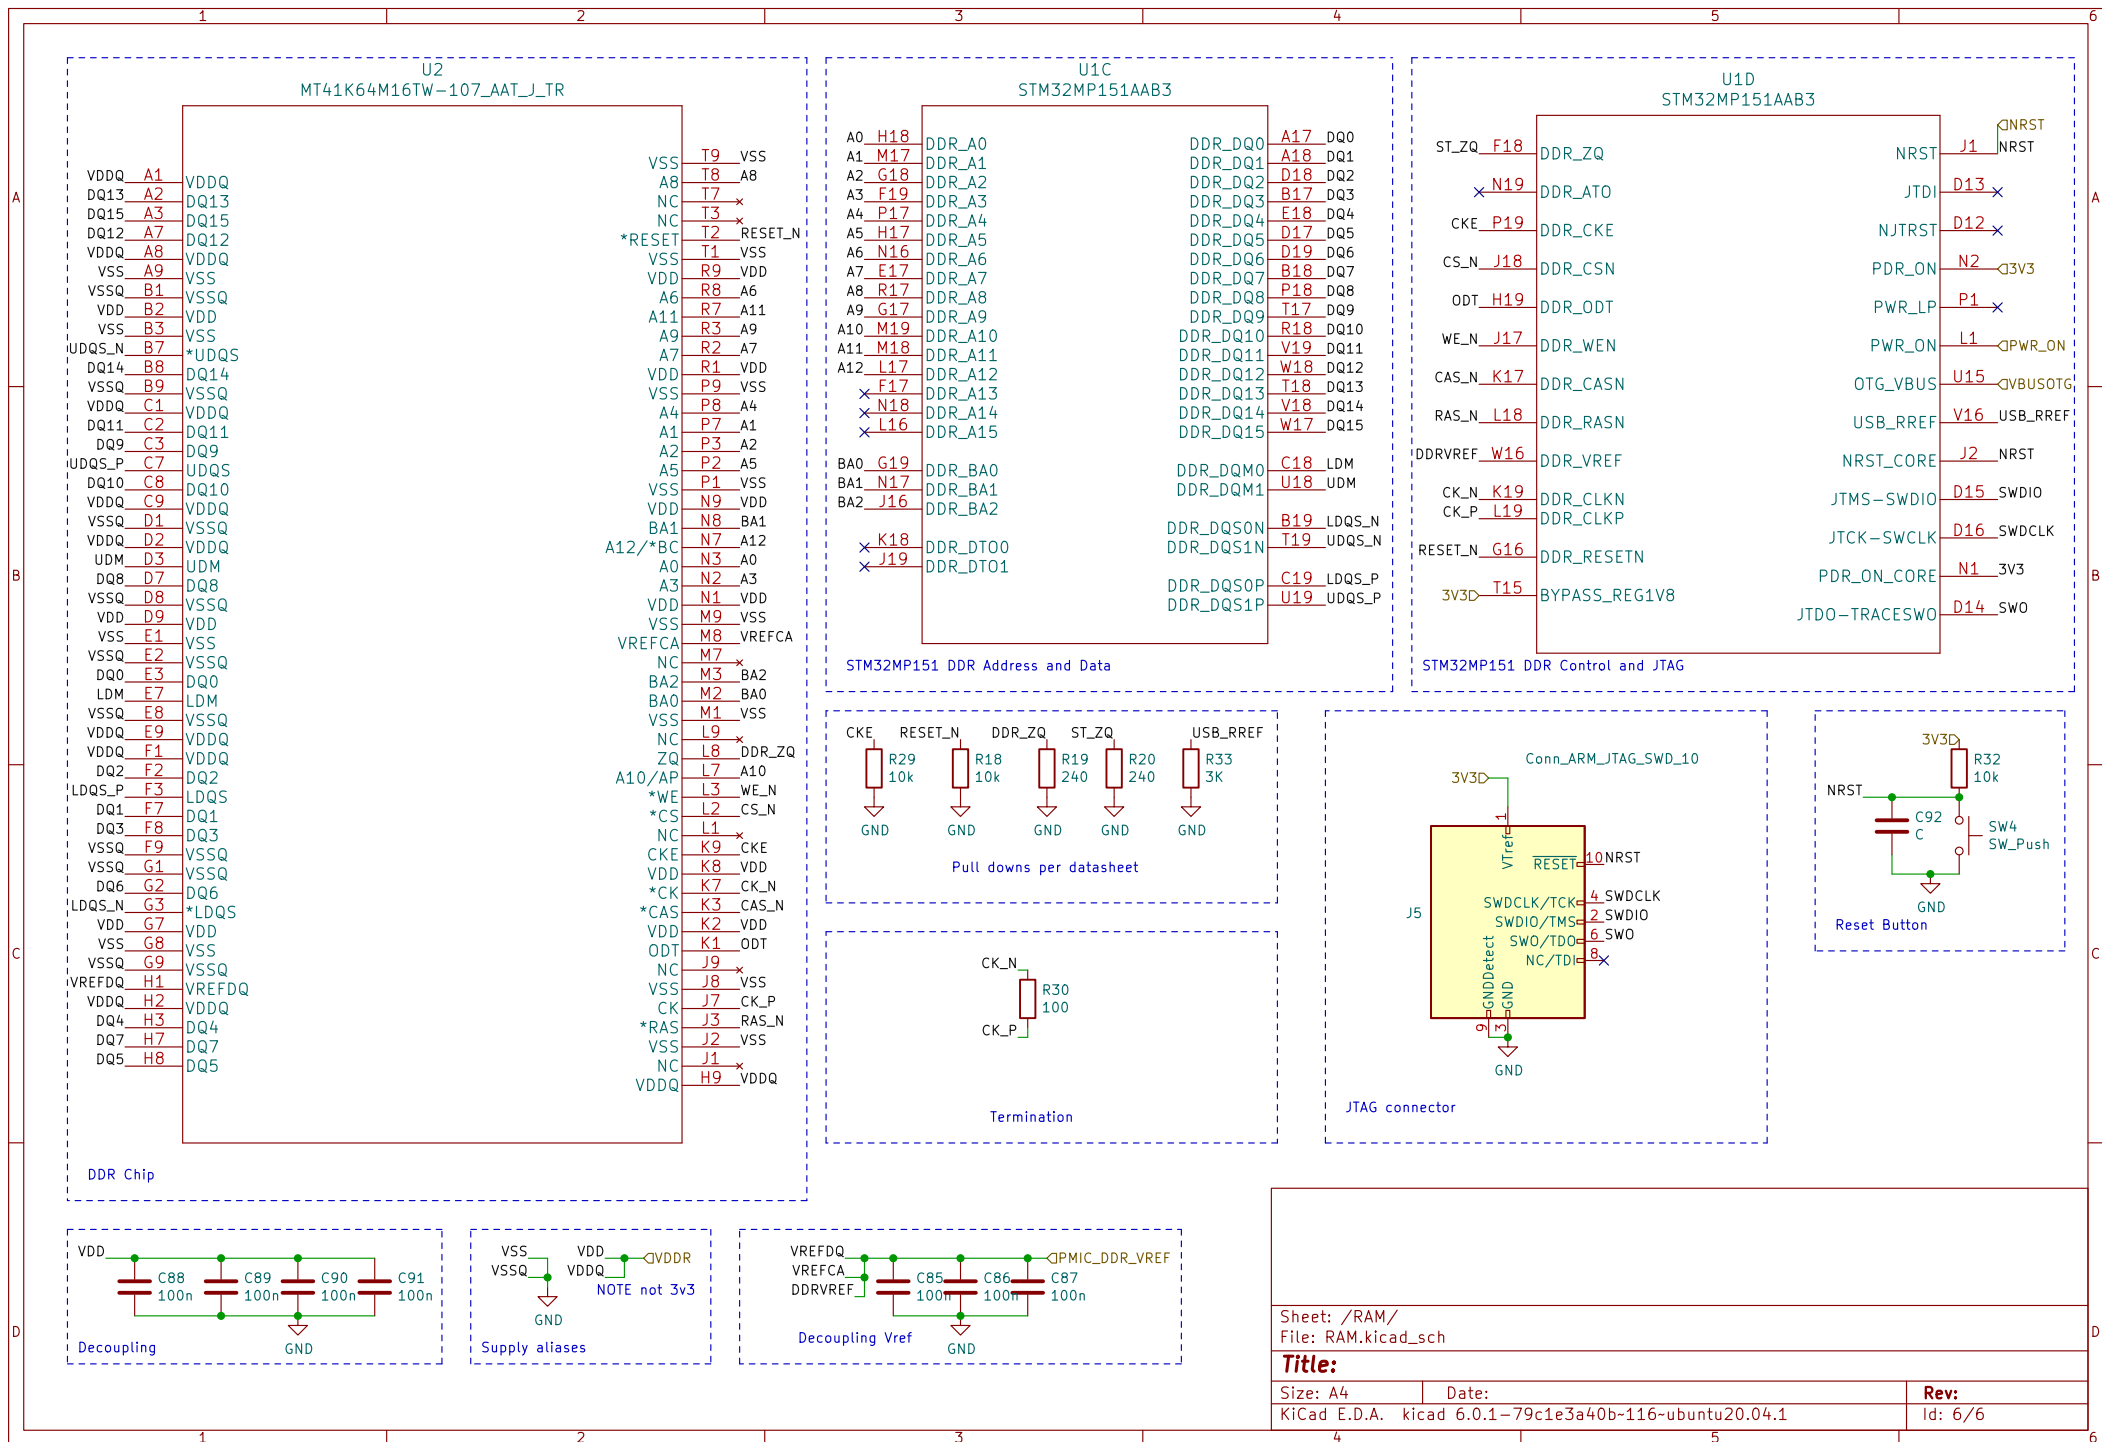 1 2 3 4 5 6
A
B
C
D
U2
MT41K64M16TW-107_AAT_J_TR
VDDQ A1 VDDQ
DQ13 A2 DQ13
DQ15 A3 DQ15
DQ12 A7 DQ12
VDDQ A8 VDDQ
VSS A9 VSS
VSSQ B1 VSSQ
VDD B2 VDD
VSS B3 VSS
UDQS_N B7 *UDQS
DQ14 B8 DQ14
VSSQ B9 VSSQ
VDDQ C1 VDDQ
DQ11 C2 DQ11
DQ9 C3 DQ9
UDQS_P C7 UDQS
DQ10 C8 DQ10
VDDQ C9 VDDQ
VSSQ D1 VSSQ
VDDQ D2 VDDQ
UDM D3 UDM
DQ8 D7 DQ8
VSSQ D8 VSSQ
VDD D9 VDD
VSS E1 VSS
VSSQ E2 VSSQ
DQ0 E3 DQ0
LDM E7 LDM
VSSQ E8 VSSQ
VDDQ E9 VDDQ
VDDQ F1 VDDQ
DQ2 F2 DQ2
LDQS_P F3 LDQS
DQ1 F7 DQ1
DQ3 F8 DQ3
VSSQ F9 VSSQ
VSSQ G1 VSSQ
DQ6 G2 DQ6
LDQS_N G3 *LDQS
VDD G7 VDD
VSS G8 VSS
VSSQ G9 VSSQ
VREFDQ H1 VREFDQ
VDDQ H2 VDDQ
DQ4 H3 DQ4
DQ7 H7 DQ7
DQ5 H8 DQ5
VSS T9 VSS
A8 T8 A8
NC T7
NC T3
*RESET T2 RESET_N
VSS T1 VSS
VDD R9 VDD
A6 R8 A6
A11 R7 A11
A9 R3 A9
A7 R2 A7
VDD R1 VDD
VSS P9 VSS
A4 P8 A4
A1 P7 A1
A2 P3 A2
A5 P2 A5
VSS P1 VSS
VDD N9 VDD
BA1 N8 BA1
A12/*BC N7 A12
A0 N3 A0
A3 N2 A3
VDD N1 VDD
VSS M9 VSS
VREFCA M8 VREFCA
NC M7
BA2 M3 BA2
BA0 M2 BA0
VSS M1 VSS
NC L9
ZQ L8 DDR_ZQ
A10/AP L7 A10
*WE L3 WE_N
*CS L2 CS_N
NC L1
CKE K9 CKE
VDD K8 VDD
*CK K7 CK_N
*CAS K3 CAS_N
VDD K2 VDD
ODT K1 ODT
NC J9
VSS J8 VSS
CK J7 CK_P
*RAS J3 RAS_N
VSS J2 VSS
NC J1
VDDQ H9 VDDQ
DDR Chip
U1C
STM32MP151AAB3
A0 H18 DDR_A0
A1 M17 DDR_A1
A2 G18 DDR_A2
A3 F19 DDR_A3
A4 P17 DDR_A4
A5 H17 DDR_A5
A6 N16 DDR_A6
A7 E17 DDR_A7
A8 R17 DDR_A8
A9 G17 DDR_A9
A10 M19 DDR_A10
A11 M18 DDR_A11
A12 L17 DDR_A12
F17 DDR_A13
N18 DDR_A14
L16 DDR_A15
BA0 G19 DDR_BA0
BA1 N17 DDR_BA1
BA2 J16 DDR_BA2
K18 DDR_DTO0
J19 DDR_DTO1
DDR_DQ0 A17 DQ0
DDR_DQ1 A18 DQ1
DDR_DQ2 D18 DQ2
DDR_DQ3 B17 DQ3
DDR_DQ4 E18 DQ4
DDR_DQ5 D17 DQ5
DDR_DQ6 D19 DQ6
DDR_DQ7 B18 DQ7
DDR_DQ8 P18 DQ8
DDR_DQ9 T17 DQ9
DDR_DQ10 R18 DQ10
DDR_DQ11 V19 DQ11
DDR_DQ12 W18 DQ12
DDR_DQ13 T18 DQ13
DDR_DQ14 V18 DQ14
DDR_DQ15 W17 DQ15
DDR_DQM0 C18 LDM
DDR_DQM1 U18 UDM
DDR_DQS0N B19 LDQS_N
DDR_DQS1N T19 UDQS_N
DDR_DQS0P C19 LDQS_P
DDR_DQS1P U19 UDQS_P
STM32MP151 DDR Address and Data
U1D
STM32MP151AAB3
ST_ZQ F18 DDR_ZQ
N19 DDR_ATO
CKE P19 DDR_CKE
CS_N J18 DDR_CSN
ODT H19 DDR_ODT
WE_N J17 DDR_WEN
CAS_N K17 DDR_CASN
RAS_N L18 DDR_RASN
DDRVREF W16 DDR_VREF
CK_N K19 DDR_CLKN
CK_P L19 DDR_CLKP
RESET_N G16 DDR_RESETN
3V3 T15 BYPASS_REG1V8
NRST
NRST J1 NRST
JTDI D13
NJTRST D12
PDR_ON N2 3V3
PWR_LP P1
PWR_ON L1 PWR_ON
OTG_VBUS U15 VBUSOTG
USB_RREF V16 USB_RREF
NRST_CORE J2 NRST
JTMS-SWDIO D15 SWDIO
JTCK-SWCLK D16 SWDCLK
PDR_ON_CORE N1 3V3
JTDO-TRACESWO D14 SWO
STM32MP151 DDR Control and JTAG
CKE RESET_N DDR_ZQ ST_ZQ USB_RREF
R29 R18 R19 R20 R33
10k 10k 240 240 3K
GND GND GND GND GND
Pull downs per datasheet
CK_N
R30
100
CK_P
Termination
Conn_ARM_JTAG_SWD_10
3V3
1
VTref
RESET 10 NRST
J5
SWDCLK/TCK 4 SWDCLK
SWDIO/TMS 2 SWDIO
SWO/TDO 6 SWO
NC/TDI 8
GNDDetect GND
9 3
GND
JTAG connector
3V3
R32
10k
NRST
C92
C
SW4
SW_Push
GND
Reset Button
VDD
C88 C89 C90 C91
100n 100n 100n 100n
GND
Decoupling
VSS
VSSQ
GND
VDD VDDR
VDDQ
NOTE not 3v3
Supply aliases
VREFDQ PMIC_DDR_VREF
VREFCA
DDRVREF
C85 C86 C87
100n 100n 100n
GND
Decoupling Vref
Sheet: /RAM/
File: RAM.kicad_sch
Title:
Size: A4 Date: Rev:
KiCad E.D.A. kicad 6.0.1-79c1e3a40b~116~ubuntu20.04.1 Id: 6/6
A
B
C
D
1 2 3 4 5 6